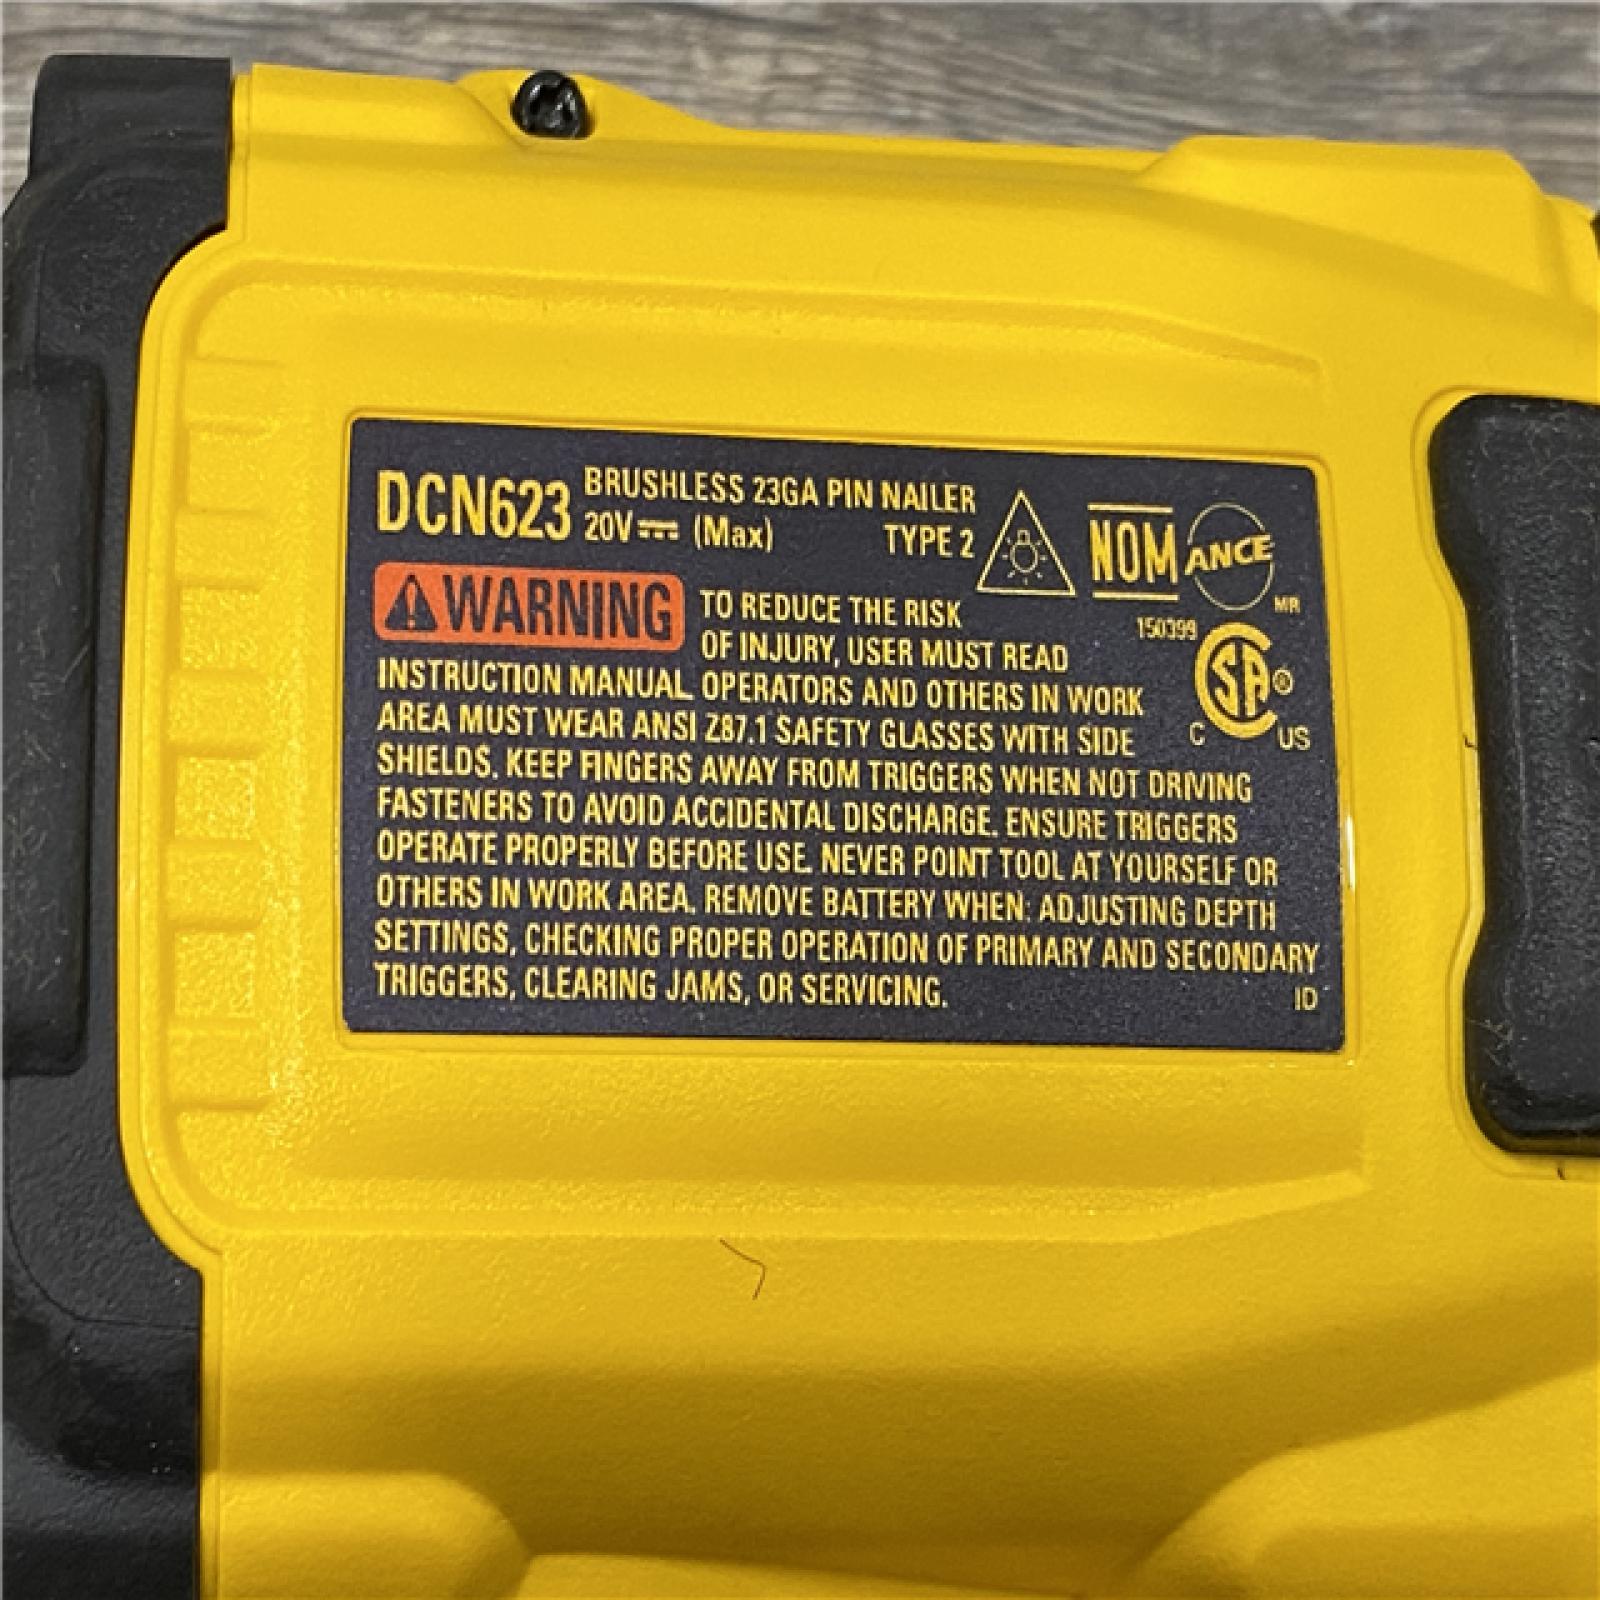 DCN623 BRUSHLESS 23GA PIN NAILER
20V⎓ (Max) TYPE 2
NOM ANCE MR
WARNING TO REDUCE THE RISK
150399
OF INJURY, USER MUST READ
SA ®
C US
INSTRUCTION MANUAL. OPERATORS AND OTHERS IN WORK
AREA MUST WEAR ANSI Z87.1 SAFETY GLASSES WITH SIDE
SHIELDS. KEEP FINGERS AWAY FROM TRIGGERS WHEN NOT DRIVING
FASTENERS TO AVOID ACCIDENTAL DISCHARGE. ENSURE TRIGGERS
OPERATE PROPERLY BEFORE USE. NEVER POINT TOOL AT YOURSELF OR
OTHERS IN WORK AREA. REMOVE BATTERY WHEN: ADJUSTING DEPTH
SETTINGS, CHECKING PROPER OPERATION OF PRIMARY AND SECONDARY
TRIGGERS, CLEARING JAMS, OR SERVICING. ID